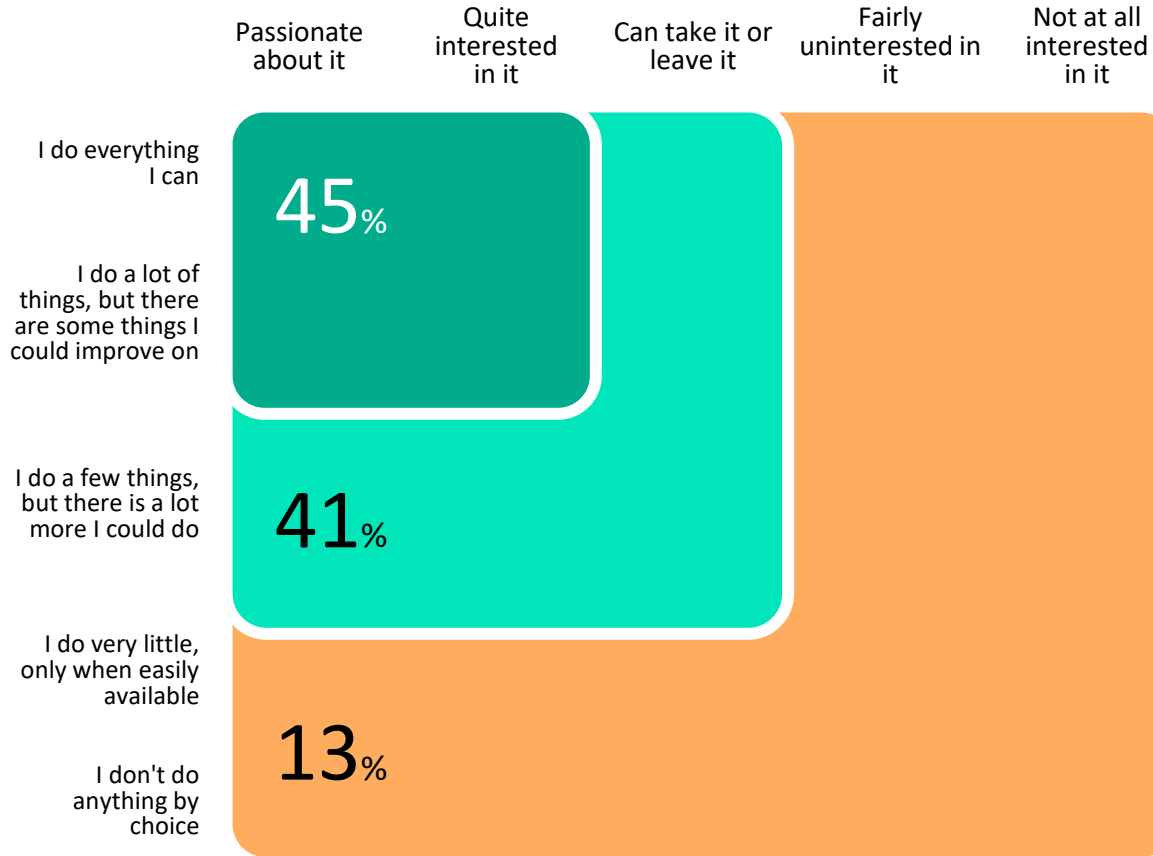 Passionate
about it
Quite
interested
in it
Can take it or
leave it
Fairly
uninterested in
it
Not at all
interested
in it
I do everything
I can
45%
I do a lot of
things, but there
are some things I
could improve on
I do a few things,
but there is a lot
more I could do
41%
I do very little,
only when easily
available
13%
I don't do
anything by
choice